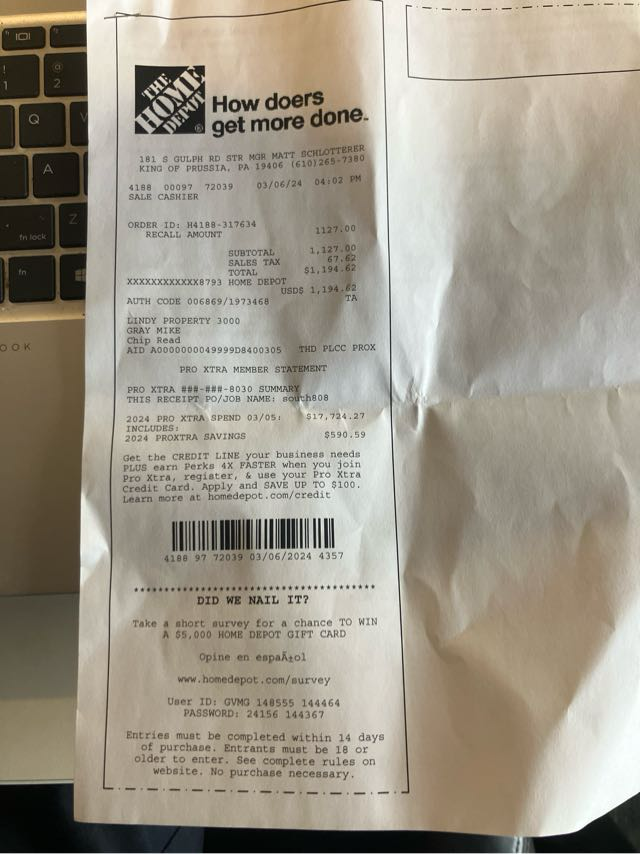 THE
HOME
DEPOT
®
How doers
get more done.
181 S GULPH RD STR MGR MATT SCHLOTTERER
KING OF PRUSSIA, PA 19406 (610)265-7380
4188 00097 72039 03/06/24 04:02 PM
SALE CASHIER
ORDER ID: H4188-317634
RECALL AMOUNT 1127.00
SUBTOTAL 1,127.00
SALES TAX 67.62
TOTAL $1,194.62
XXXXXXXXXXXX8793 HOME DEPOT
USD$ 1,194.62
AUTH CODE 006869/1973468 TA
LINDY PROPERTY 3000
GRAY MIKE
Chip Read
AID A0000000049999D8400305 THD PLCC PROX
PRO XTRA MEMBER STATEMENT
PRO XTRA ###-###-8030 SUMMARY
THIS RECEIPT PO/JOB NAME: south808
2024 PRO XTRA SPEND 03/05: $17,724.27
INCLUDES:
2024 PROXTRA SAVINGS $590.59
Get the CREDIT LINE your business needs
PLUS earn Perks 4X FASTER when you join
Pro Xtra, register, & use your Pro Xtra
Credit Card. Apply and SAVE UP TO $100.
Learn more at homedepot.com/credit
4188 97 72039 03/06/2024 4357
****************************************
DID WE NAIL IT?
Take a short survey for a chance TO WIN
A $5,000 HOME DEPOT GIFT CARD
Opine en espaÃ±ol
www.homedepot.com/survey
User ID: GVMG 148555 144464
PASSWORD: 24156 144367
Entries must be completed within 14 days
of purchase. Entrants must be 18 or
older to enter. See complete rules on
website. No purchase necessary.
!
1
@
2
Q
A
Z
fn lock
fn
OOK